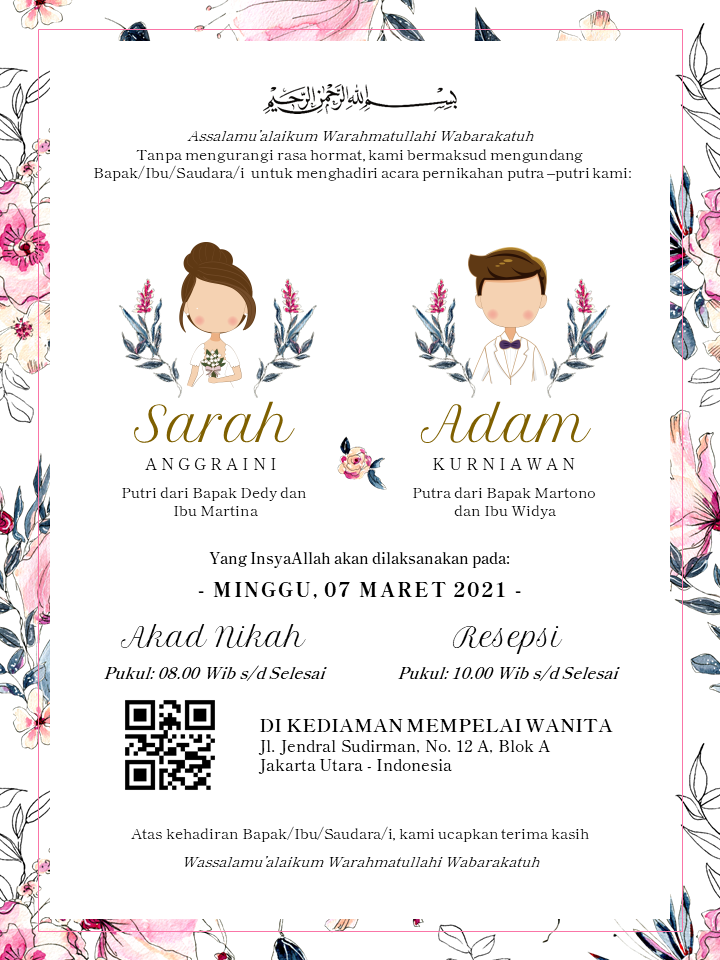 بِسْمِ اللهِ الرَّحْمٰنِ الرَّحِيْمِ
Assalamu'alaikum Warahmatullahi Wabarakatuh
Tanpa mengurangi rasa hormat, kami bermaksud mengundang
Bapak/Ibu/Saudara/i untuk menghadiri acara pernikahan putra –putri kami:
Sarah
ANGGRAINI
Putri dari Bapak Dedy dan
Ibu Martina
Adam
KURNIAWAN
Putra dari Bapak Martono
dan Ibu Widya
Yang InsyaAllah akan dilaksanakan pada:
- MINGGU, 07 MARET 2021 -
Akad Nikah
Pukul: 08.00 Wib s/d Selesai
Resepsi
Pukul: 10.00 Wib s/d Selesai
DI KEDIAMAN MEMPELAI WANITA
Jl. Jendral Sudirman, No. 12 A, Blok A
Jakarta Utara - Indonesia
Atas kehadiran Bapak/Ibu/Saudara/i, kami ucapkan terima kasih
Wassalamu'alaikum Warahmatullahi Wabarakatuh